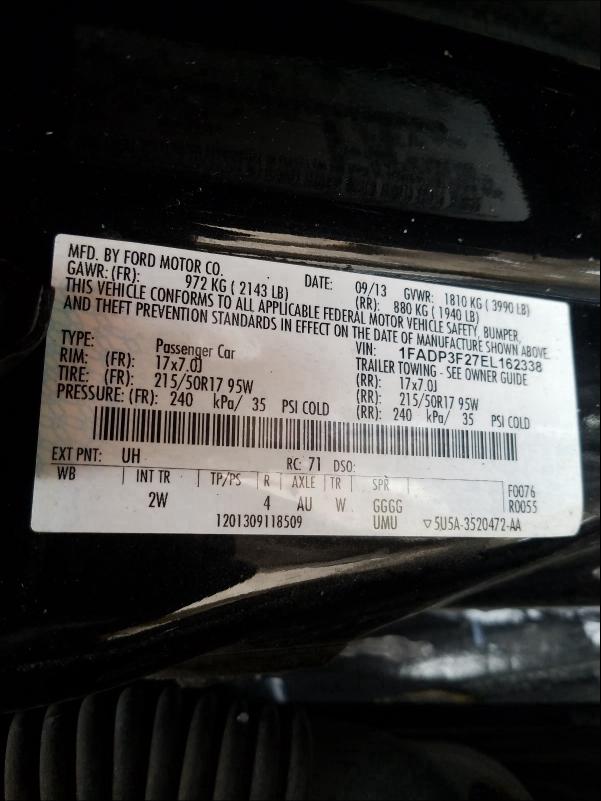 MFD. BY FORD MOTOR CO.
DATE: 09/13 GVWR: 1810 KG ( 3990 LB)
GAWR: (FR): 972 KG ( 2143 LB) (RR): 880 KG ( 1940 LB)
THIS VEHICLE CONFORMS TO ALL APPLICABLE FEDERAL MOTOR VEHICLE SAFETY, BUMPER,
AND THEFT PREVENTION STANDARDS IN EFFECT ON THE DATE OF MANUFACTURE SHOWN ABOVE.
VIN: 1FADP3F27EL162338
TYPE: Passenger Car TRAILER TOWING - SEE OWNER GUIDE
RIM: (FR): 17x7.0J (RR): 17x7.0J
TIRE: (FR): 215/50R17 95W (RR): 215/50R17 95W
PRESSURE: (FR): 240 kPa/ 35 PSI COLD (RR): 240 kPa/ 35 PSI COLD
EXT PNT: UH RC: 71 DSO:
WB INT TR TP/PS R AXLE TR SPR F0076
2W 4 AU W GGGG R0055
1201309118509 UMU ▽5U5A-3520472-AA